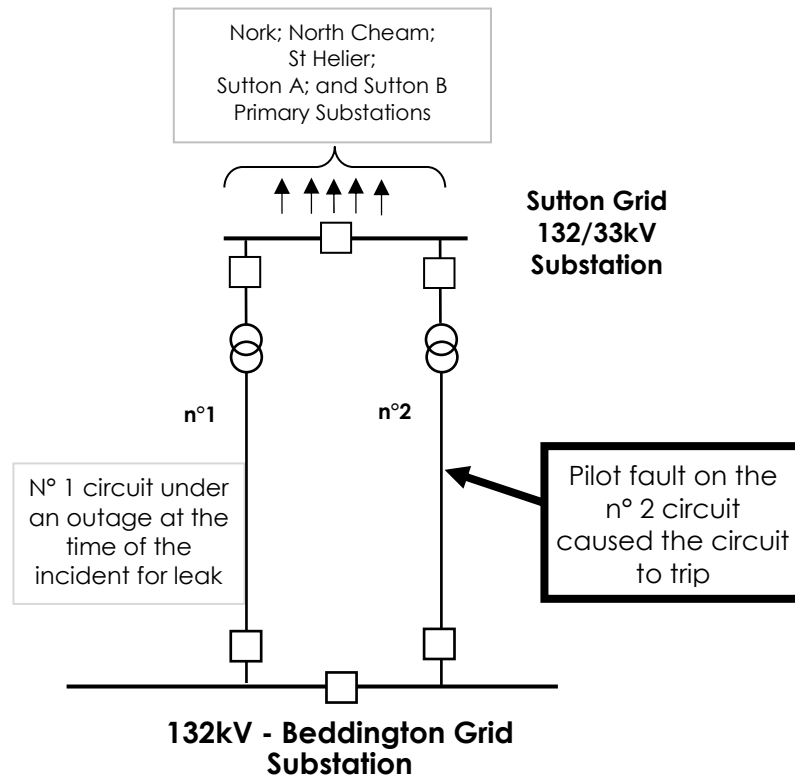 Nork; North Cheam;
St Helier;
Sutton A; and Sutton B
Primary Substations
Sutton Grid
132/33kV
Substation
n°1
n°2
N° 1 circuit under
an outage at the
time of the
incident for leak
Pilot fault on the
n° 2 circuit
caused the circuit
to trip
132kV - Beddington Grid
Substation